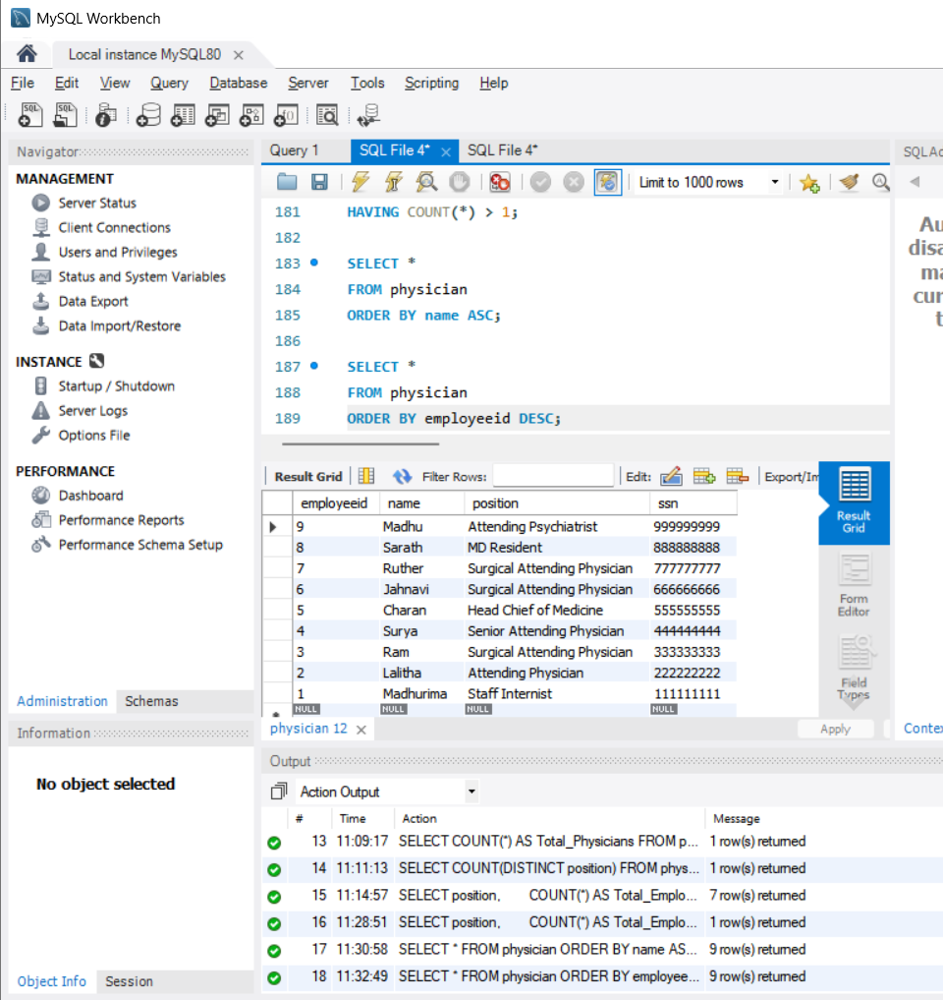 MySQL Workbench
Local instance MySQL80
File Edit View Query Database Server Tools Scripting Help
Navigator
MANAGEMENT
Server Status
Client Connections
Users and Privileges
Status and System Variables
Data Export
Data Import/Restore
INSTANCE
Startup / Shutdown
Server Logs
Options File
PERFORMANCE
Dashboard
Performance Reports
Performance Schema Setup
Administration Schemas
Information
No object selected
Object Info Session
Query 1 SQL File 4* SQL File 4*
Limit to 1000 rows
181 HAVING COUNT(*) > 1;
182
183 SELECT *
184 FROM physician
185 ORDER BY name ASC;
186
187 SELECT *
188 FROM physician
189 ORDER BY employeeid DESC;
Result Grid Filter Rows: Edit: Export/Im
employeeid name position ssn
9 Madhu Attending Psychiatrist 999999999
8 Sarath MD Resident 888888888
7 Ruther Surgical Attending Physician 777777777
6 Jahnavi Surgical Attending Physician 666666666
5 Charan Head Chief of Medicine 555555555
4 Surya Senior Attending Physician 444444444
3 Ram Surgical Attending Physician 333333333
2 Lalitha Attending Physician 222222222
1 Madhurima Staff Internist 111111111
NULL NULL NULL NULL
Result
Grid
Form
Editor
Field
Types
physician 12
Apply
Output
Action Output
# Time Action Message
13 11:09:17 SELECT COUNT(*) AS Total_Physicians FROM p... 1 row(s) returned
14 11:11:13 SELECT COUNT(DISTINCT position) FROM phys... 1 row(s) returned
15 11:14:57 SELECT position, COUNT(*) AS Total_Emplo... 7 row(s) returned
16 11:28:51 SELECT position, COUNT(*) AS Total_Emplo... 1 row(s) returned
17 11:30:58 SELECT * FROM physician ORDER BY name AS... 9 row(s) returned
18 11:32:49 SELECT * FROM physician ORDER BY employee... 9 row(s) returned
SQLAc
Au
disa
ma
cur
t
Contex